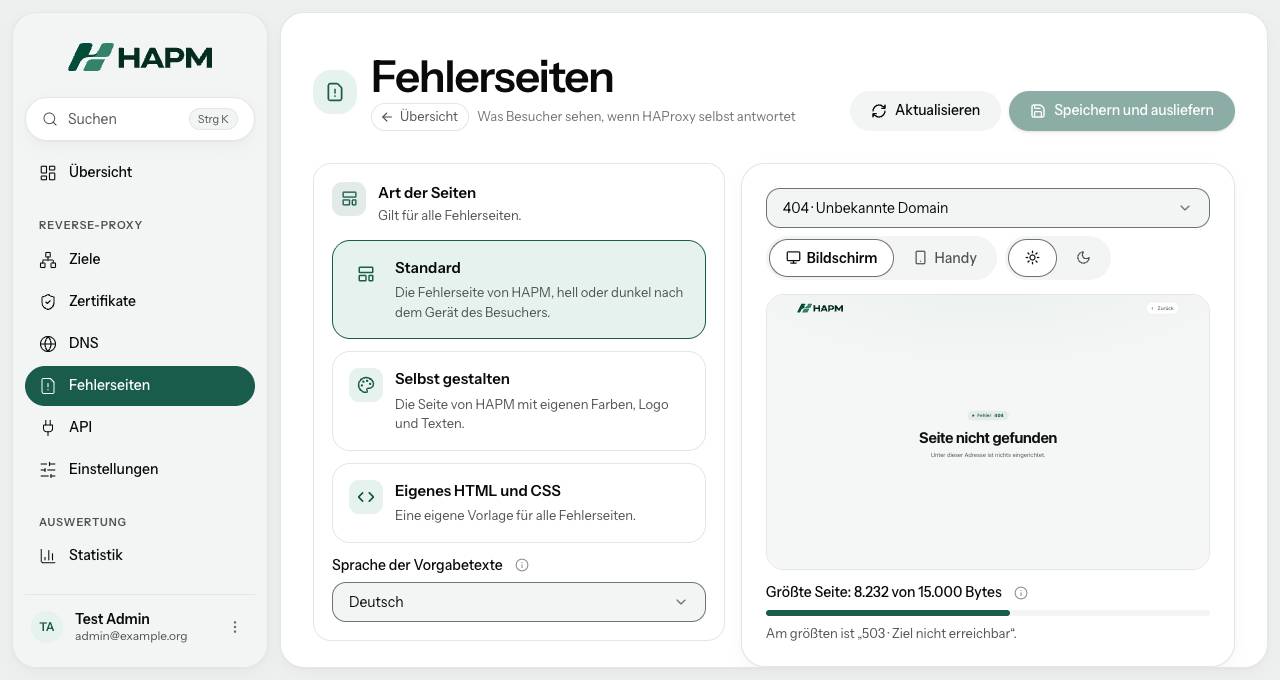 HAPM
Suchen
Strg K
Übersicht
REVERSE-PROXY
Ziele
Zertifikate
DNS
Fehlerseiten
API
Einstellungen
AUSWERTUNG
Statistik
TA
Test Admin
admin@example.org
Fehlerseiten
Übersicht
Was Besucher sehen, wenn HAProxy selbst antwortet
Aktualisieren
Speichern und ausliefern
Art der Seiten
Gilt für alle Fehlerseiten.
Standard
Die Fehlerseite von HAPM, hell oder dunkel nach
dem Gerät des Besuchers.
Selbst gestalten
Die Seite von HAPM mit eigenen Farben, Logo
und Texten.
Eigenes HTML und CSS
Eine eigene Vorlage für alle Fehlerseiten.
Sprache der Vorgabetexte
Deutsch
404 · Unbekannte Domain
Bildschirm
Handy
HAPM
Zurück
Fehler 404
Seite nicht gefunden
Unter dieser Adresse ist nichts eingerichtet.
Größte Seite: 8.232 von 15.000 Bytes
Am größten ist „503 · Ziel nicht erreichbar“.